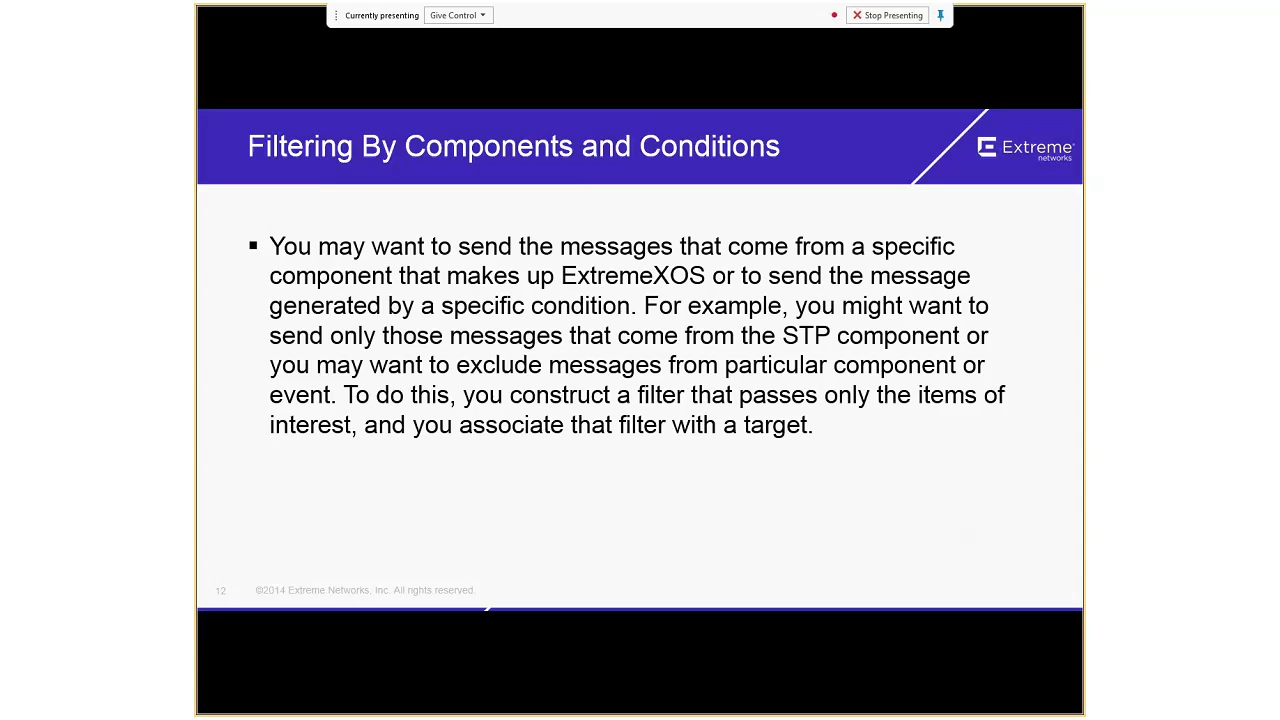 Currently presenting
Give Control
Stop Presenting
Filtering By Components and Conditions
Extreme
networks
▪ You may want to send the messages that come from a specific
component that makes up ExtremeXOS or to send the message
generated by a specific condition. For example, you might want to
send only those messages that come from the STP component or
you may want to exclude messages from particular component or
event. To do this, you construct a filter that passes only the items of
interest, and you associate that filter with a target.
12
©2014 Extreme Networks, Inc. All rights reserved.